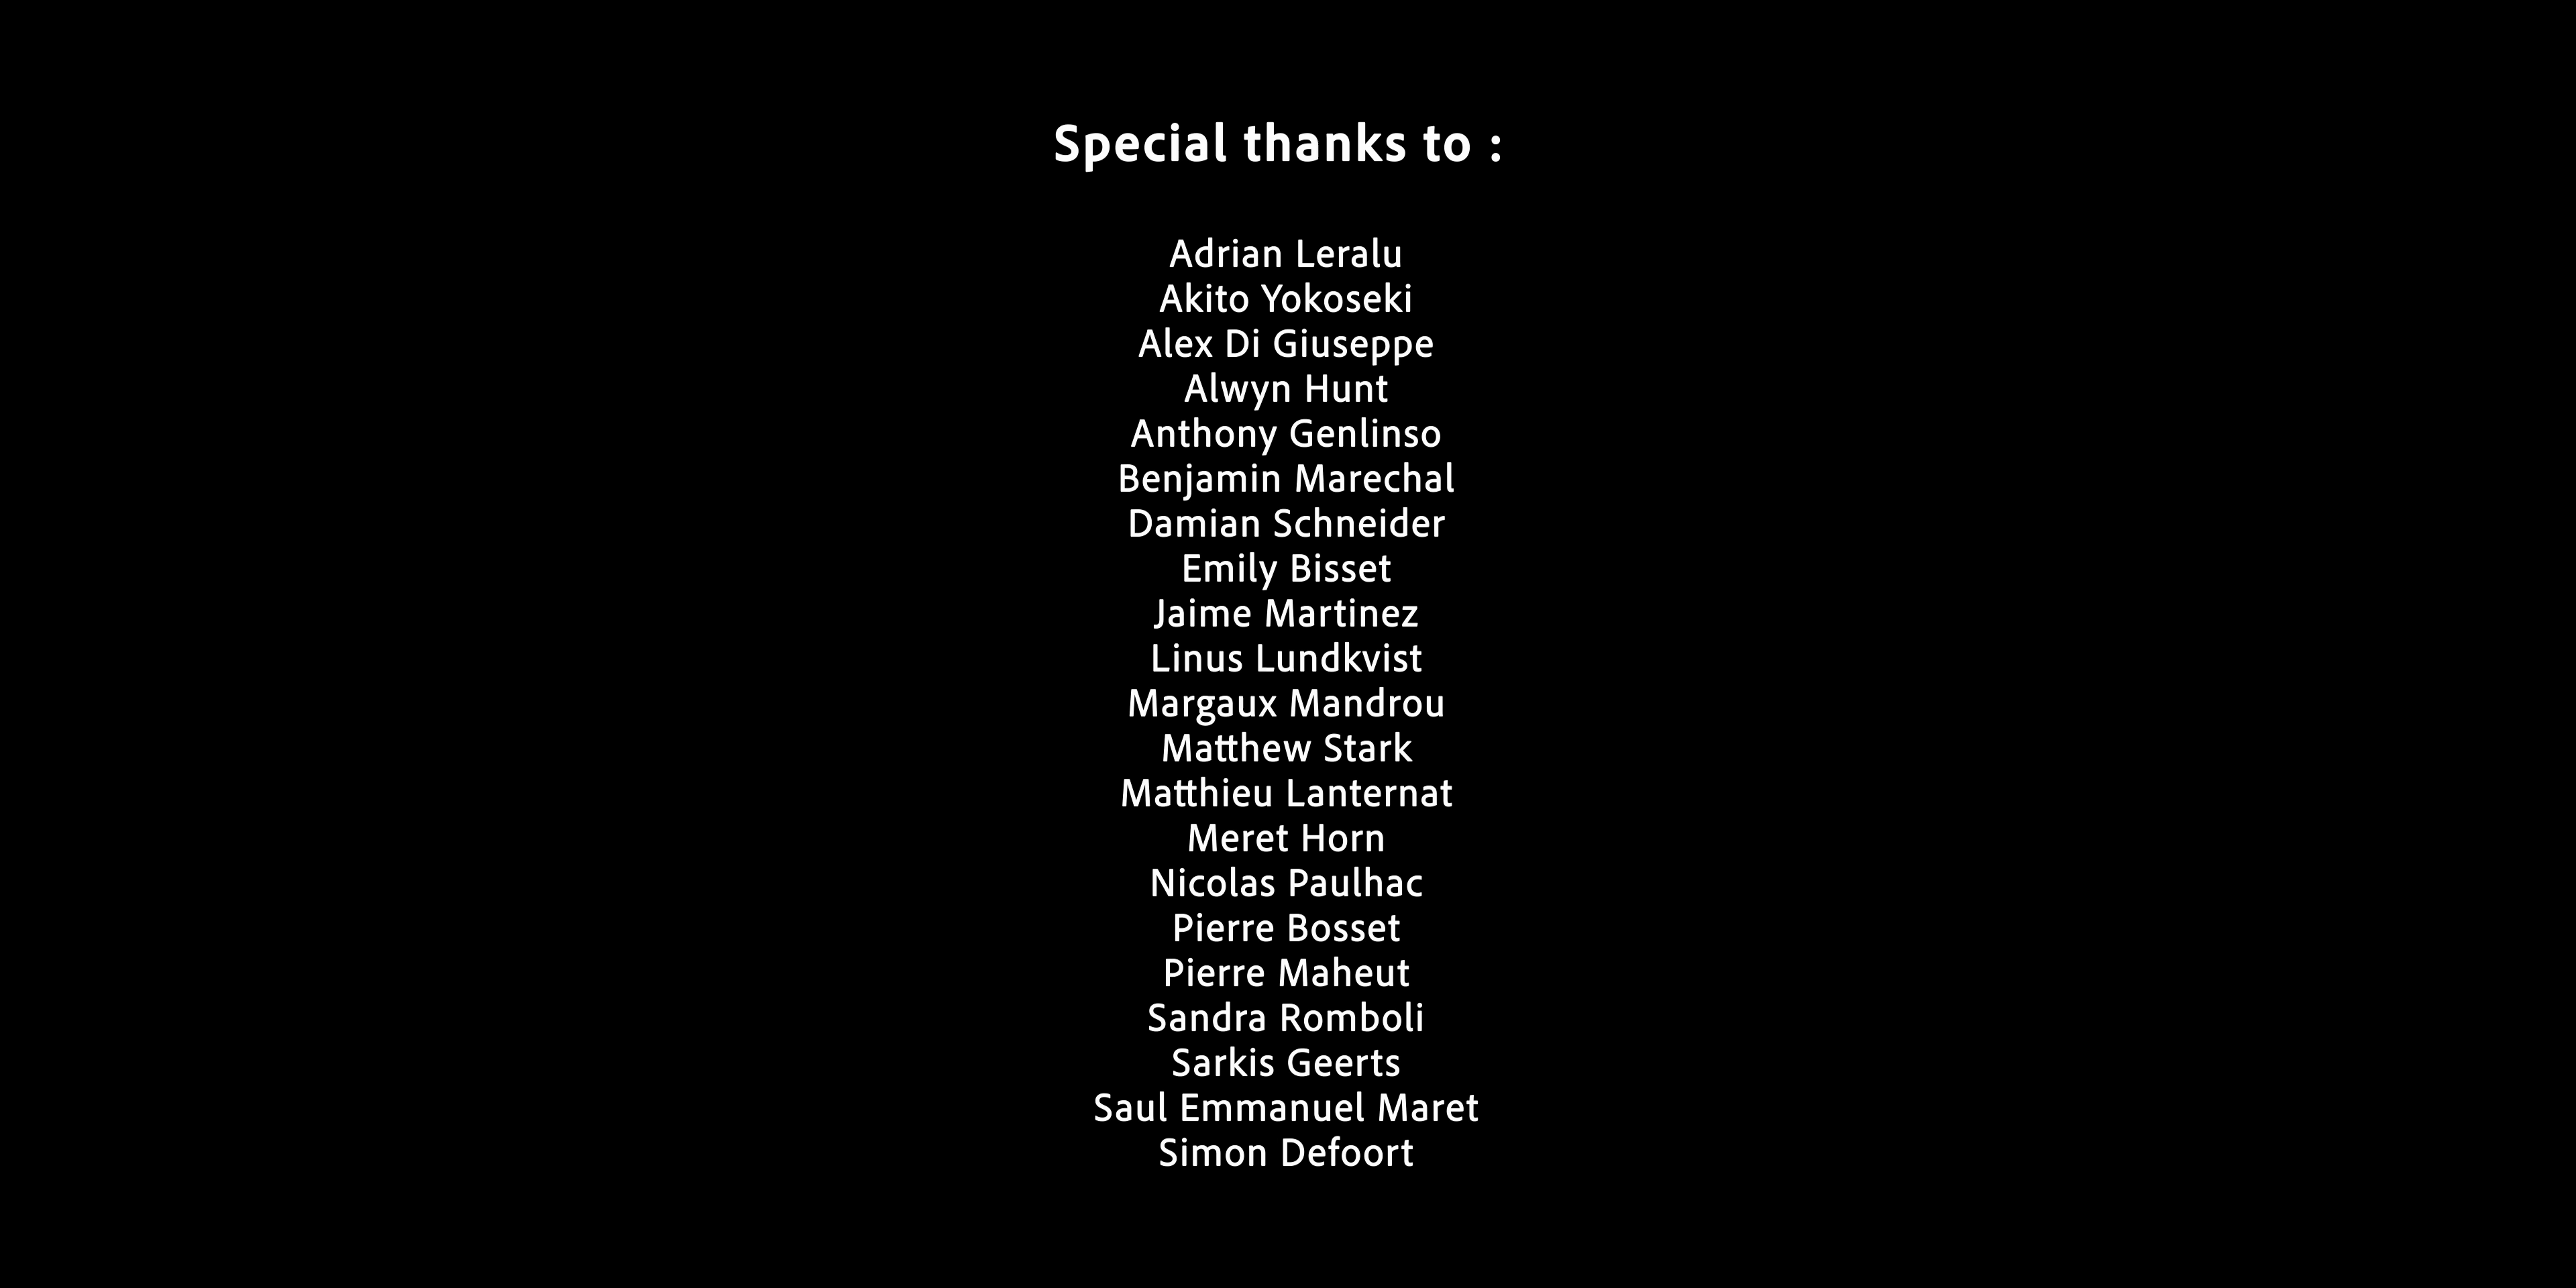 Special thanks to :
Adrian Leralu
Akito Yokoseki
Alex Di Giuseppe
Alwyn Hunt
Anthony Genlinso
Benjamin Marechal
Damian Schneider
Emily Bisset
Jaime Martinez
Linus Lundkvist
Margaux Mandrou
Matthew Stark
Matthieu Lanternat
Meret Horn
Nicolas Paulhac
Pierre Bosset
Pierre Maheut
Sandra Romboli
Sarkis Geerts
Saul Emmanuel Maret
Simon Defoort